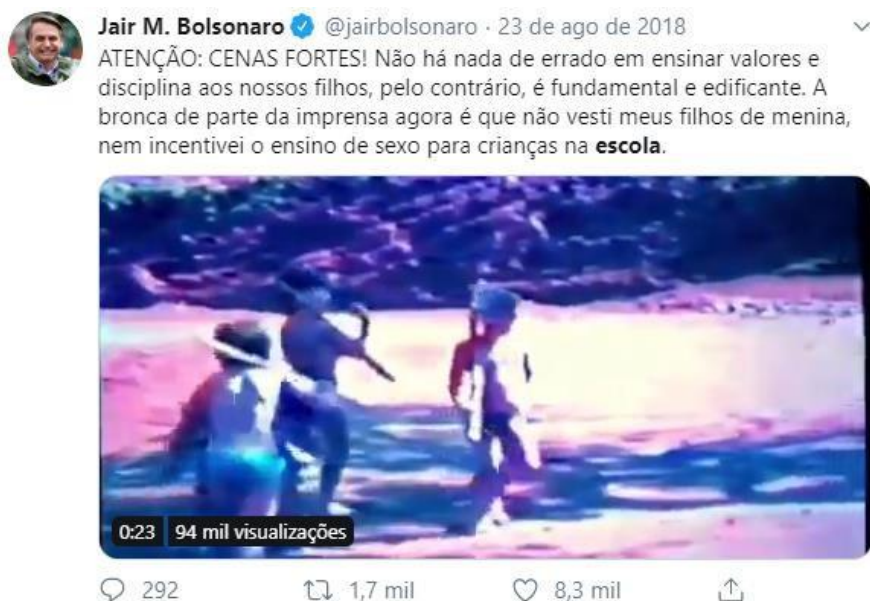 Jair M. Bolsonaro @jairbolsonaro · 23 de ago de 2018
ATENÇÃO: CENAS FORTES! Não há nada de errado em ensinar valores e
disciplina aos nossos filhos, pelo contrário, é fundamental e edificante. A
bronca de parte da imprensa agora é que não vesti meus filhos de menina,
nem incentivei o ensino de sexo para crianças na escola.
0:23 94 mil visualizações
292 1,7 mil 8,3 mil